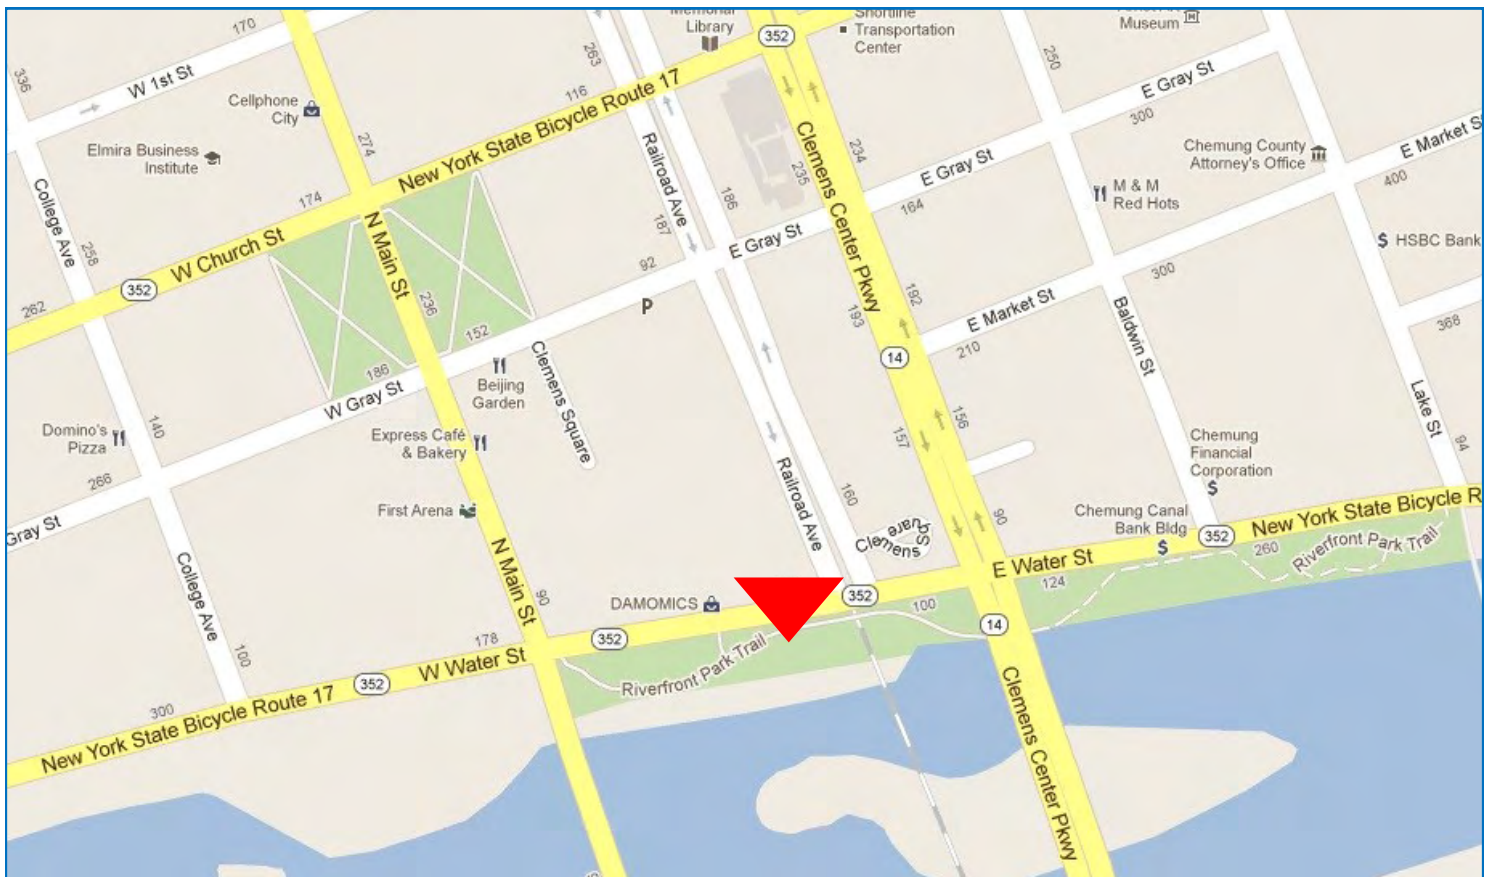 170
336
W 1st St
Cellphone
City
274
116
New York State Bicycle Route 17
263
Memorial
Library
352
Shortline
Transportation
Center
Museum
250
E Gray St
300
E Market S
400
Chemung County
Attorney's Office
M & M
Red Hots
$ HSBC Bank
Elmira Business
Institute
College Ave
258
174
W Church St
352
262
N Main St
236
Railroad Ave
187
186
Clemens Center Pkwy
235
234
E Gray St
164
E Gray St
92
P
152
186
W Gray St
Beijing
Garden
Clemens Square
192
193
14
E Market St
210
300
Baldwin St
368
Lake St
94
Domino's
Pizza
140
266
Gray St
Express Café
& Bakery
First Arena
157
156
Railroad Ave
160
Clemens
Square
90
Chemung
Financial
Corporation
$
Chemung Canal
Bank Bldg
$
352
New York State Bicycle R
260
Riverfront Park Trail
E Water St
124
College Ave
100
N Main St
90
DAMOMICS
352
100
14
178
W Water St
352
Riverfront Park Trail
352
300
New York State Bicycle Route 17
Clemens Center Pkwy